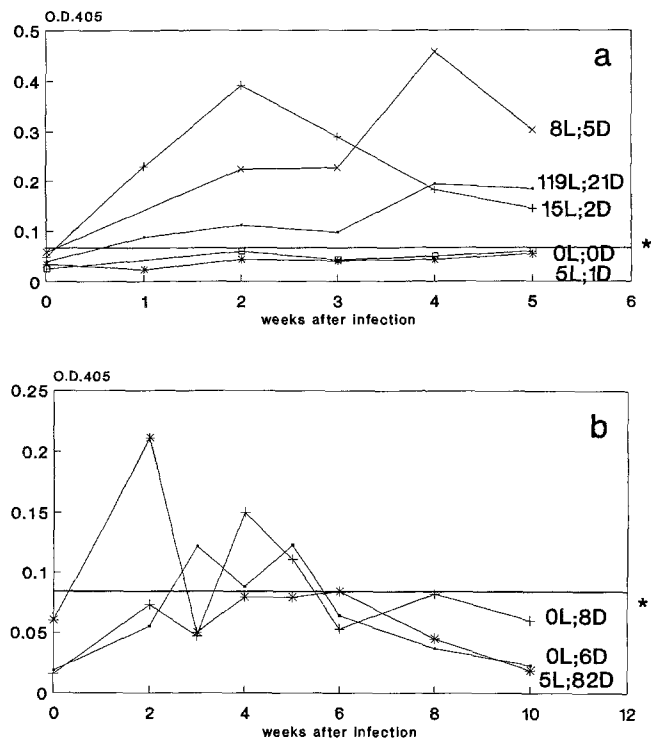 O.D.405
a
0.5
0.4
0.3
0.2
0.1
0
8L;5D
119L;21D
15L;2D
*
0L;0D
5L;1D
0 1 2 3 4 5 6
weeks after infection
O.D.405
b
0.25
0.2
0.15
0.1
0.05
0
*
0L;8D
0L;6D
5L;82D
0 2 4 6 8 10 12
weeks after infection